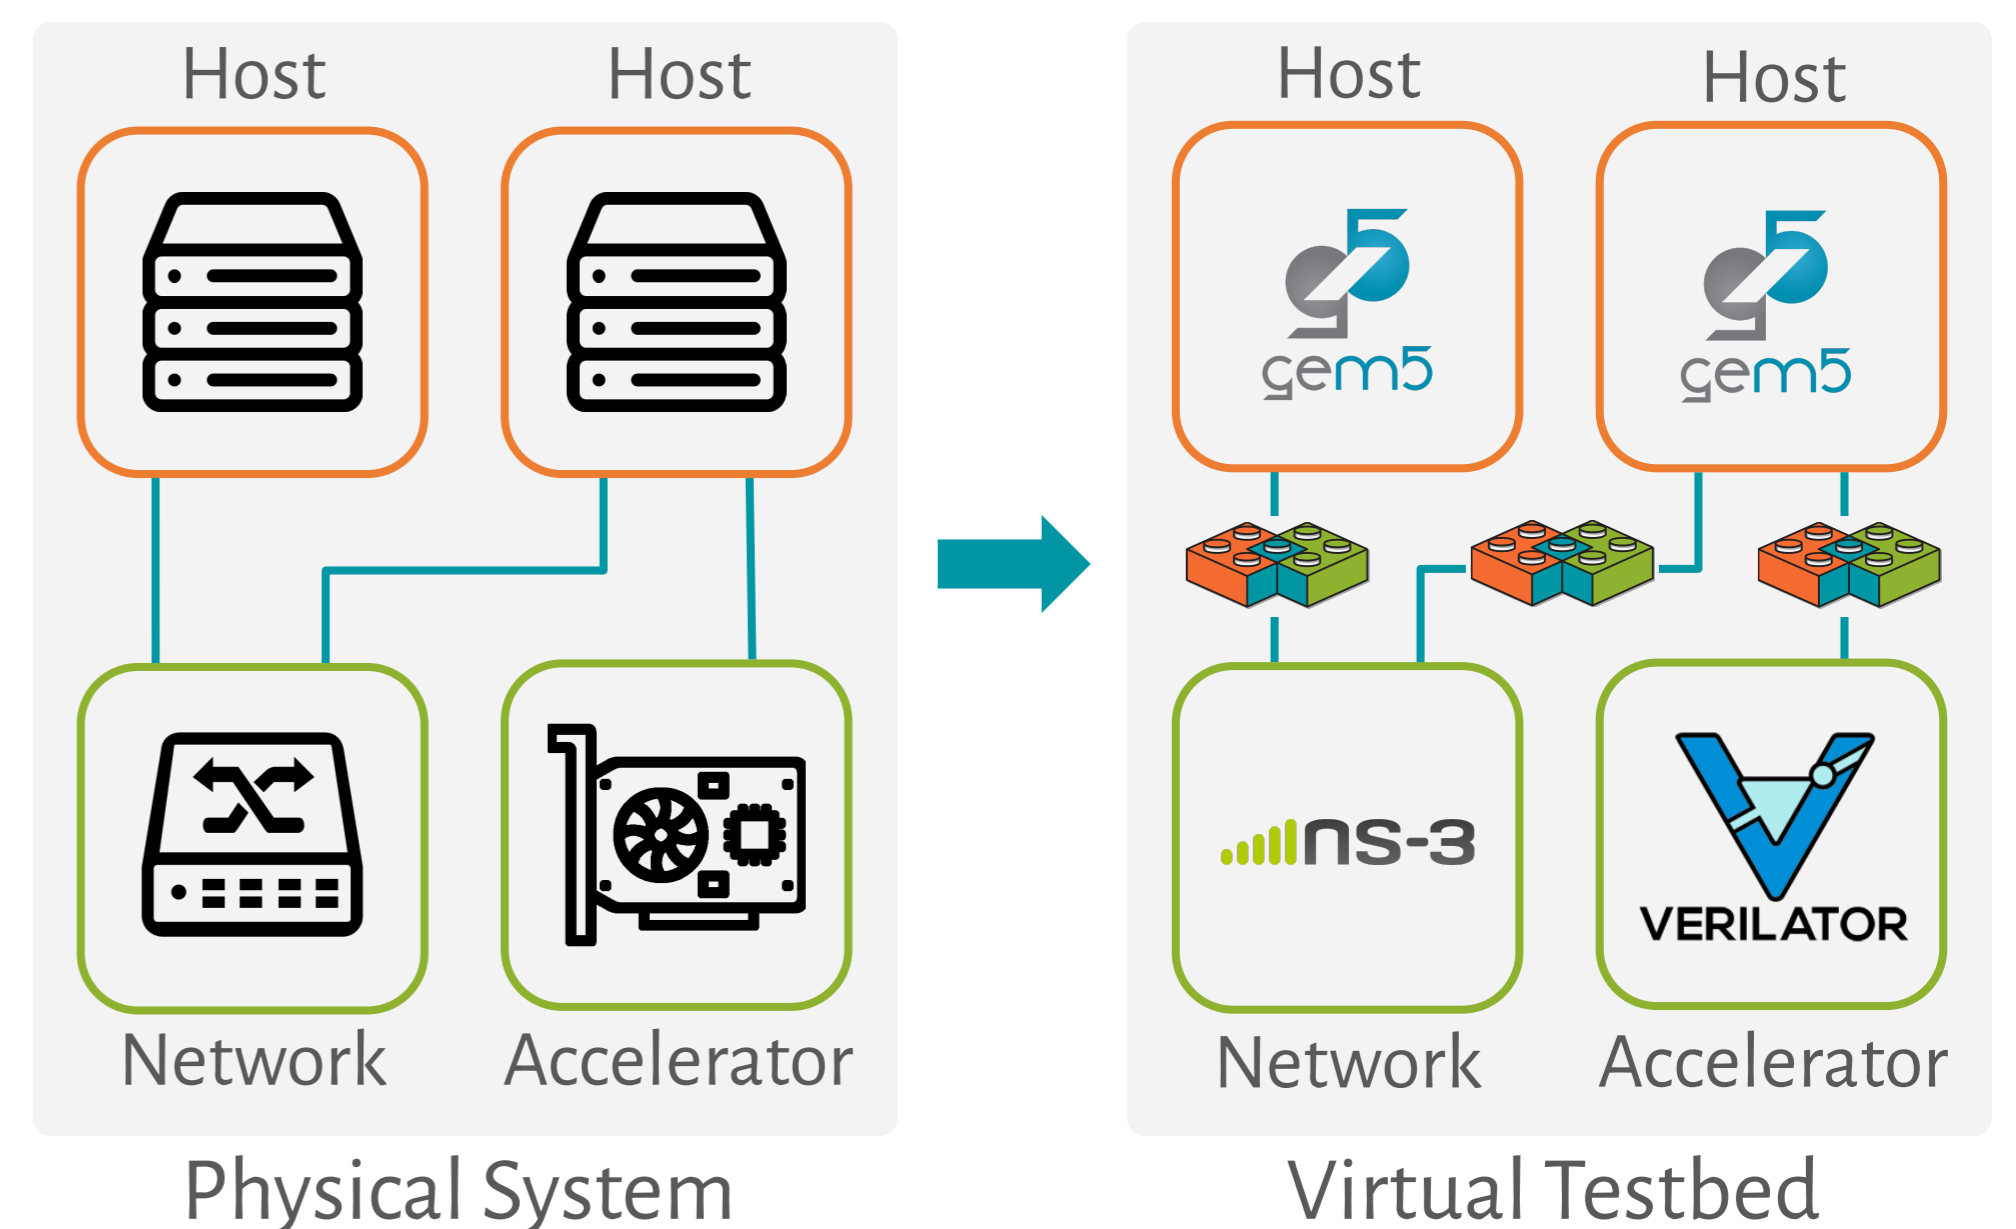 Host
Host
Network
Accelerator
Physical System
Host
Host
gem5
gem5
ns-3
VERILATOR
Network
Accelerator
Virtual Testbed